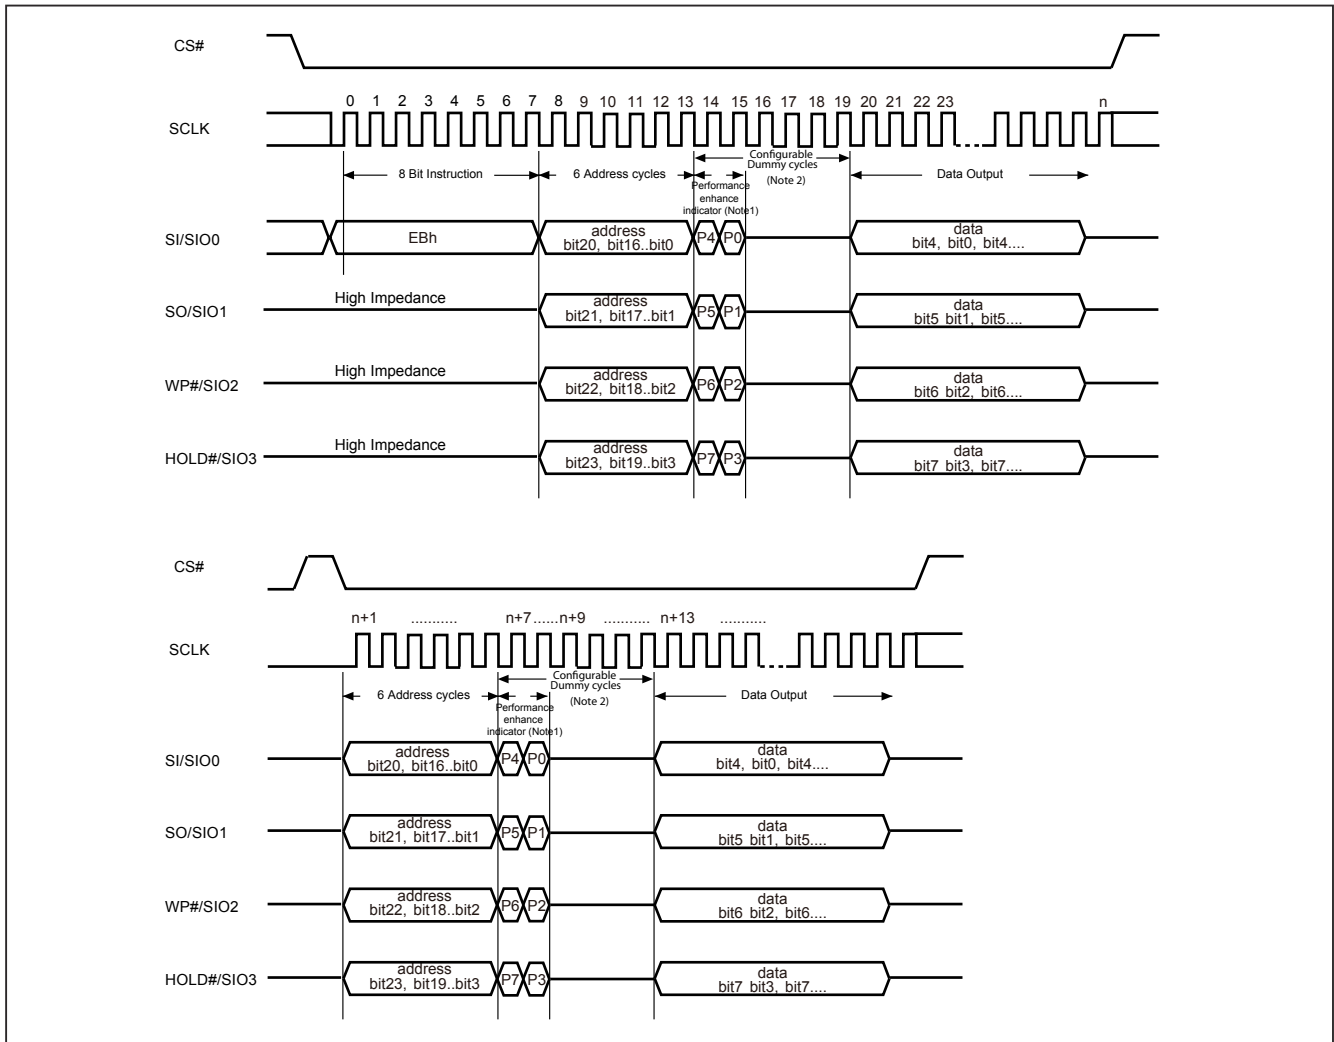 CS#
0 1 2 3 4 5 6 7 8 9 10 11 12 13 14 15 16 17 18 19 20 21 22 23 n
SCLK
Configurable
Dummy cycles
(Note 2)
8 Bit Instruction
6 Address cycles
Performance
enhance
indicator (Note1)
Data Output
SI/SIO0
EBh
address
bit20, bit16..bit0
P4 P0
data
bit4, bit0, bit4....
SO/SIO1
High Impedance
address
bit21, bit17..bit1
P5 P1
data
bit5 bit1, bit5....
WP#/SIO2
High Impedance
address
bit22, bit18..bit2
P6 P2
data
bit6 bit2, bit6....
HOLD#/SIO3
High Impedance
address
bit23, bit19..bit3
P7 P3
data
bit7 bit3, bit7....
CS#
n+1 ........... n+7......n+9 ........... n+13 ...........
SCLK
Configurable
Dummy cycles
(Note 2)
6 Address cycles
Performance
enhance
indicator (Note1)
Data Output
SI/SIO0
address
bit20, bit16..bit0
P4 P0
data
bit4, bit0, bit4....
SO/SIO1
address
bit21, bit17..bit1
P5 P1
data
bit5 bit1, bit5....
WP#/SIO2
address
bit22, bit18..bit2
P6 P2
data
bit6 bit2, bit6....
HOLD#/SIO3
address
bit23, bit19..bit3
P7 P3
data
bit7 bit3, bit7....